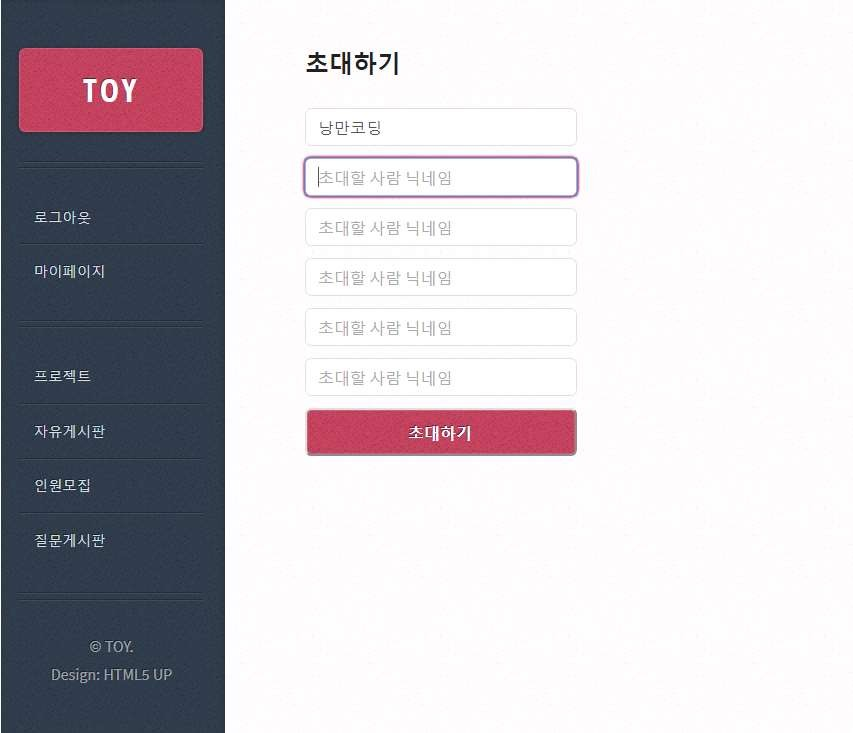 TOY
로그아웃
마이페이지
프로젝트
자유게시판
인원모집
질문게시판
© TOY.
Design: HTML5 UP
초대하기
낭만코딩
초대할 사람 닉네임
초대할 사람 닉네임
초대할 사람 닉네임
초대할 사람 닉네임
초대할 사람 닉네임
초대하기